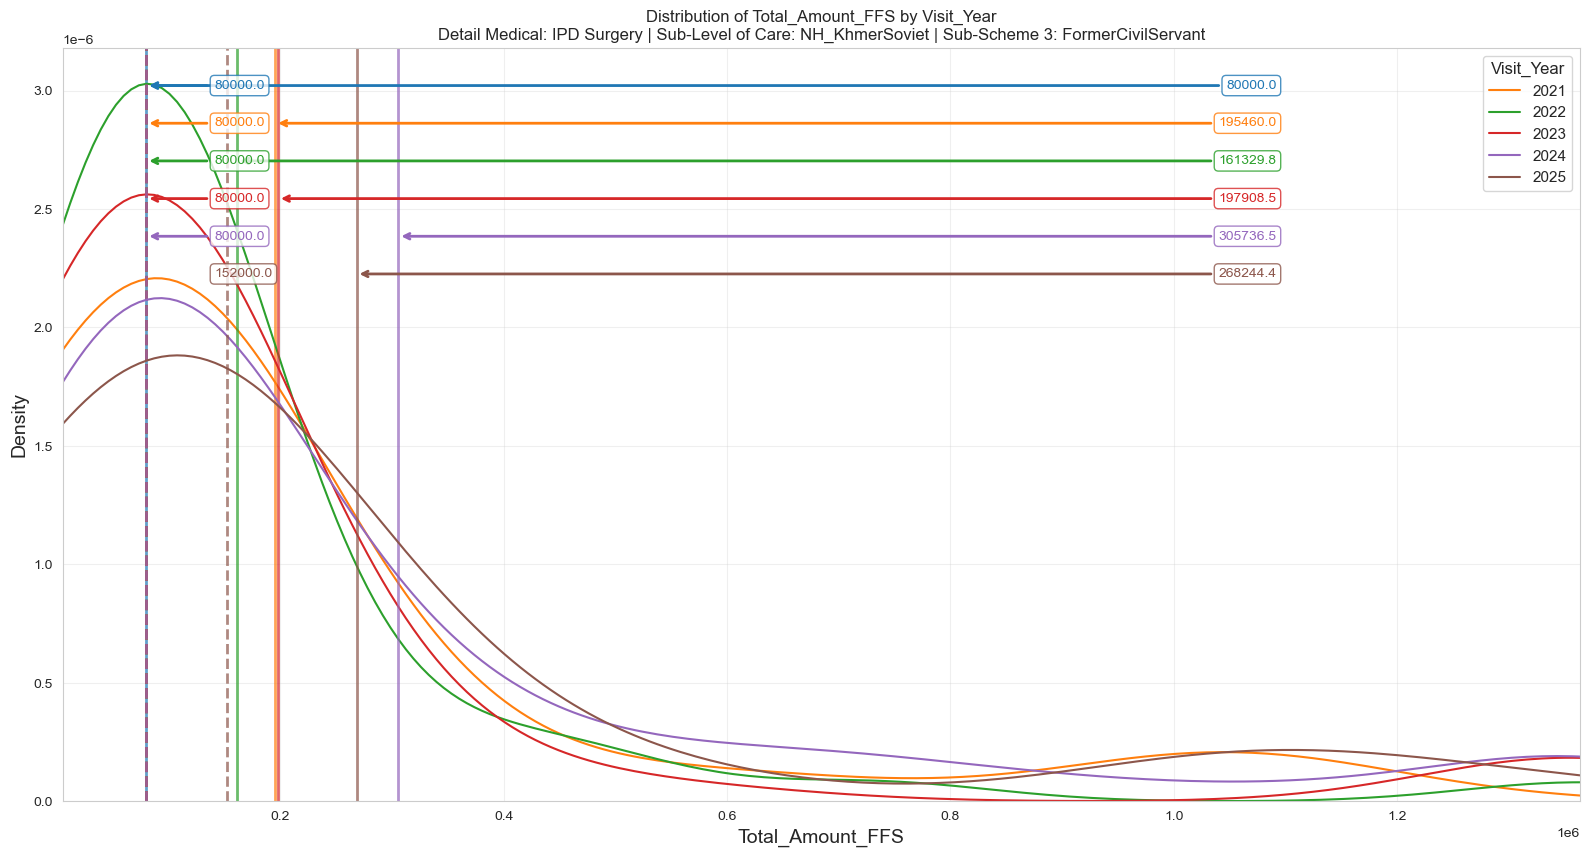 Distribution of Total_Amount_FFS by Visit_Year
Detail Medical: IPD Surgery | Sub-Level of Care: NH_KhmerSoviet | Sub-Scheme 3: FormerCivilServant
1e−6
3.0
2.5
2.0
1.5
1.0
0.5
0.0
Density
80000.0 80000.0
80000.0 195460.0
80000.0 161329.8
80000.0 197908.5
80000.0 305736.5
152000.0 268244.4
Visit_Year
2021
2022
2023
2024
2025
0.2 0.4 0.6 0.8 1.0 1.2
1e6
Total_Amount_FFS